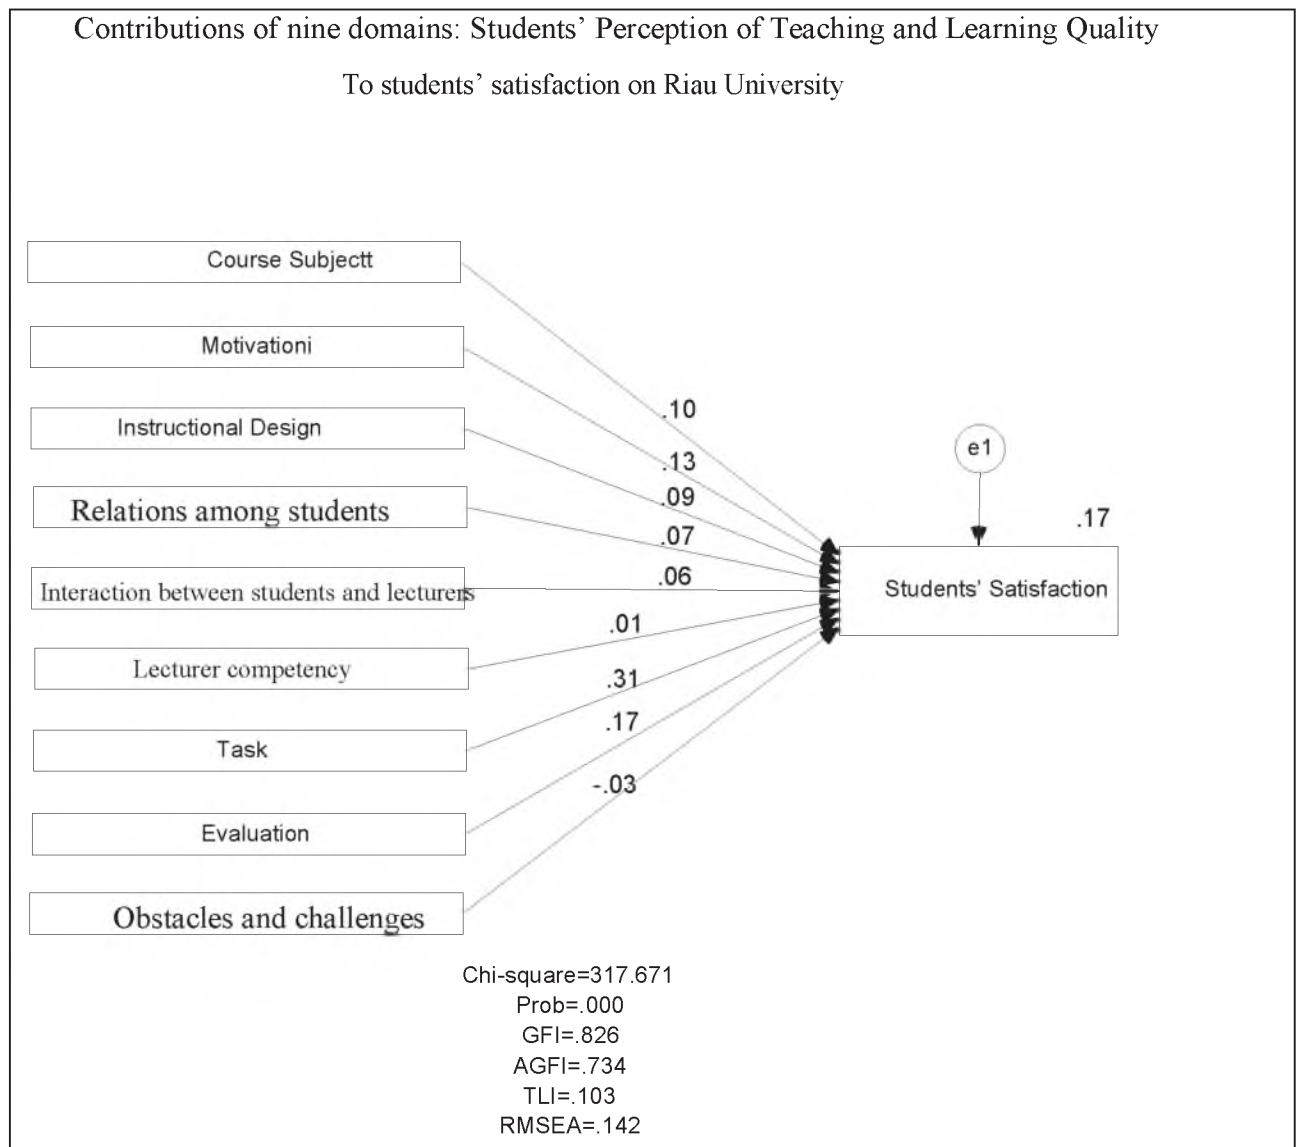 Contributions of nine domains: Students’ Perception of Teaching and Learning Quality
To students’ satisfaction on Riau University
Course Subjectt
Motivationi
Instructional Design
Relations among students
Interaction between students and lecturers
Lecturer competency
Task
Evaluation
Obstacles and challenges
.10
.13
.09
.07
.06
.01
.31
.17
-.03
e1
.17
Students’ Satisfaction
Chi-square=317.671
Prob=.000
GFI=.826
AGFI=.734
TLI=.103
RMSEA=.142